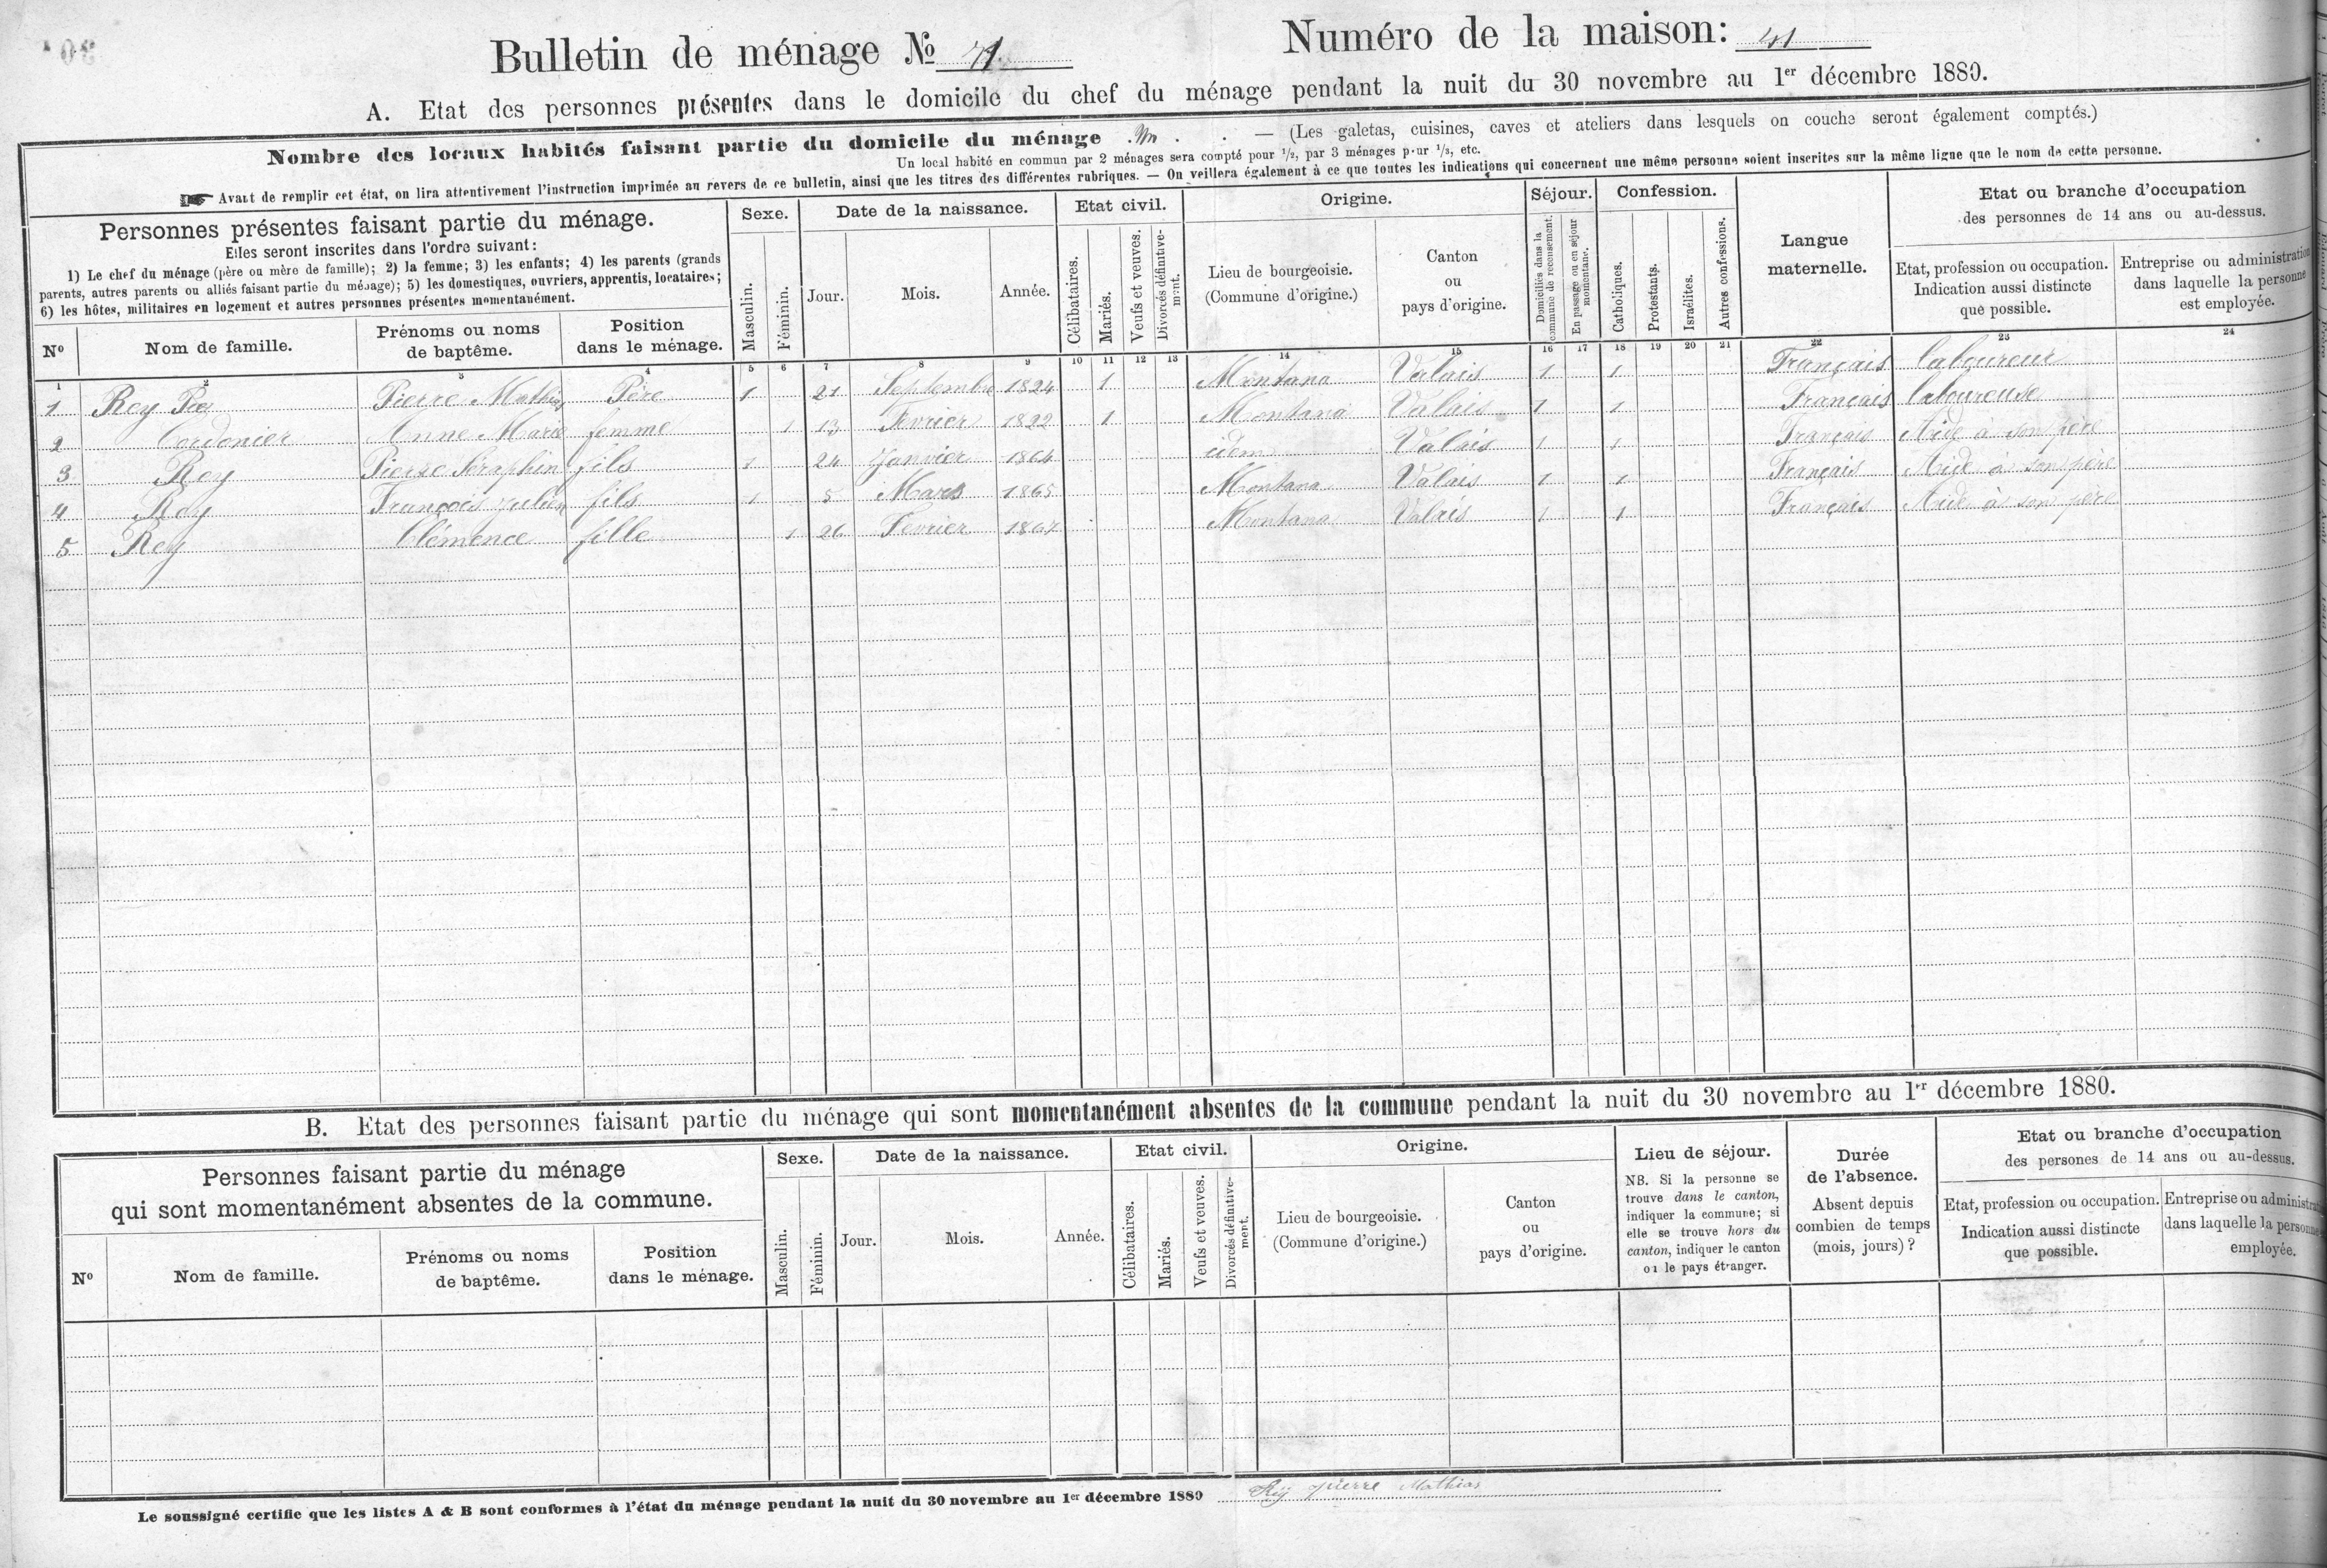 Bulletin de ménage № 71. Numéro de la maison: 41
A. Etat des personnes présentes dans le domicile du chef du ménage pendant la nuit du 30 novembre au 1er décembre 1880.
Nombre des locaux habités faisant partie du domicile du ménage — (Les galetas, cuisines, caves et ateliers dans lesquels on couche seront également comptés.)
Un local habité en commun par 2 ménages sera compté pour 1/2, par 3 ménages pour 1/3, etc.
Avant de remplir cet état, on lira attentivement l'instruction imprimée au revers de ce bulletin, ainsi que les titres des différentes rubriques. — On veillera également à ce que toutes les indications qui concernent une même personne soient inscrites sur la même ligne que le nom de cette personne.
Personnes présentes faisant partie du ménage.
Elles seront inscrites dans l'ordre suivant:
1) Le chef du ménage (père ou mère de famille); 2) la femme; 3) les enfants; 4) les parents (grands
parents, autres parents ou alliés faisant partie du ménage); 5) les domestiques, ouvriers, apprentis, locataires;
6) les hôtes, militaires en logement et autres personnes présentes momentanément.
Nº Nom de famille. Prénoms ou noms de baptême. Position dans le ménage.
Sexe. Masculin. Féminin.
Date de la naissance. Jour. Mois. Année.
Etat civil. Célibataires. Mariés. Veufs et veuves. Divorcés définitivement.
Origine. Lieu de bourgeoisie. (Commune d'origine.) Canton ou pays d'origine.
Séjour. Domiciliés dans la commune de recensement. En passage ou en séjour momentané.
Confession. Catholiques. Protestants. Israélites. Autres confessions.
Langue maternelle.
Etat ou branche d'occupation
des personnes de 14 ans ou au-dessus.
Etat, profession ou occupation. Indication aussi distincte que possible.
Entreprise ou administration dans laquelle la personne est employée.
1 2 3 4 5 6 7 8 9 10 11 12 13 14 15 16 17 18 19 20 21 22 23 24
1 Rey Pierre Mathias Père 1 21 Septembre 1824 1 Montana Valais 1 1 Français laboureur
2 Cordonier Anne Marie femme 1 13 Fevrier 1822 1 Montana Valais 1 1 Français laboureuse
3 Rey Pierre Séraphin fils 1 24 Janvier 1864 idem Valais 1 1 Français Aide à son père
4 Rey François Julien fils 1 5 Mars 1865 Montana Valais 1 1 Français Aide à son père
5 Rey Clémence fille 1 26 Fevrier 1867 Montana Valais 1 1 Français Aide à son père
B. Etat des personnes faisant partie du ménage qui sont momentanément absentes de la commune pendant la nuit du 30 novembre au 1er décembre 1880.
Personnes faisant partie du ménage
qui sont momentanément absentes de la commune.
Nº Nom de famille. Prénoms ou noms de baptême. Position dans le ménage.
Sexe. Masculin. Féminin.
Date de la naissance. Jour. Mois. Année.
Etat civil. Célibataires. Mariés. Veufs et veuves. Divorcés définitivement.
Origine. Lieu de bourgeoisie. (Commune d'origine.) Canton ou pays d'origine.
Lieu de séjour.
NB. Si la personne se
trouve dans le canton,
indiquer la commune; si
elle se trouve hors du
canton, indiquer le canton
ou le pays étranger.
Durée
de l'absence.
Absent depuis
combien de temps
(mois, jours)?
Etat ou branche d'occupation
des persones de 14 ans ou au-dessus.
Etat, profession ou occupation. Indication aussi distincte que possible.
Entreprise ou administration dans laquelle la personne employée.
Le soussigné certifie que les listes A & B sont conformes à l'état du ménage pendant la nuit du 30 novembre au 1er décembre 1880 Rey pierre Mathias